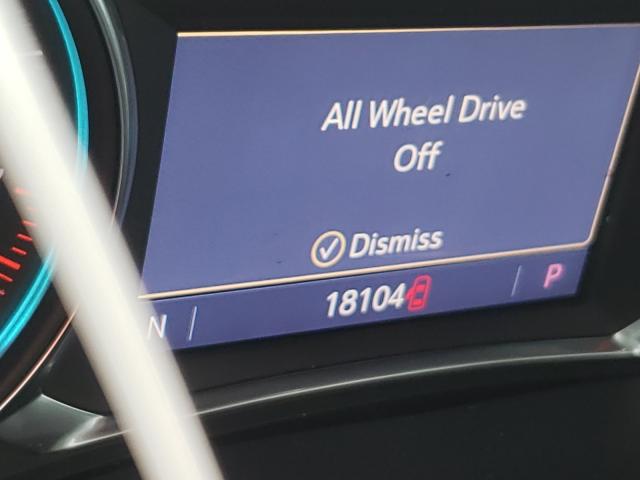 All Wheel Drive
Off
Dismiss
N 18104 P